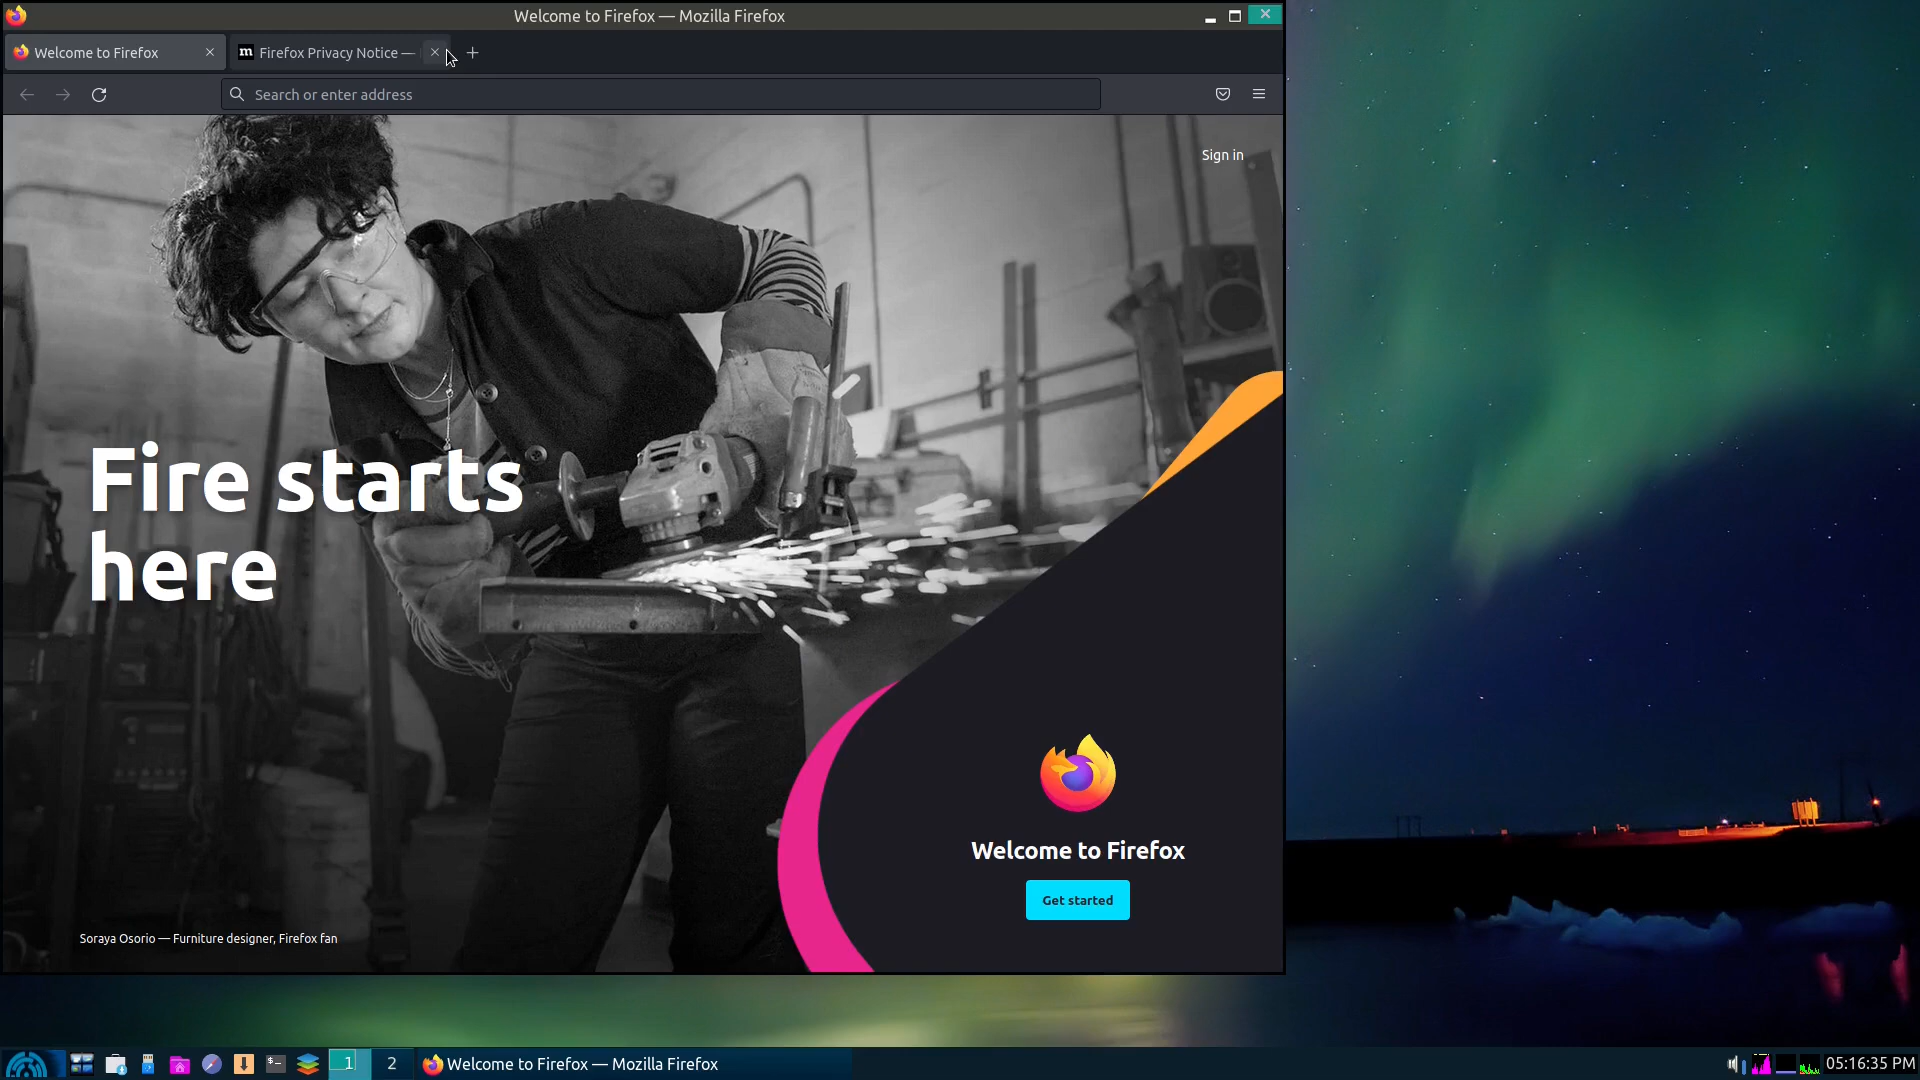 Welcome to Firefox — Mozilla Firefox
Welcome to Firefox
m Firefox Privacy Notice —
Search or enter address
Sign in
Fire starts
here
Welcome to Firefox
Get started
Soraya Osorio — Furniture designer, Firefox fan
1
2
Welcome to Firefox — Mozilla Firefox
05:16:35 PM